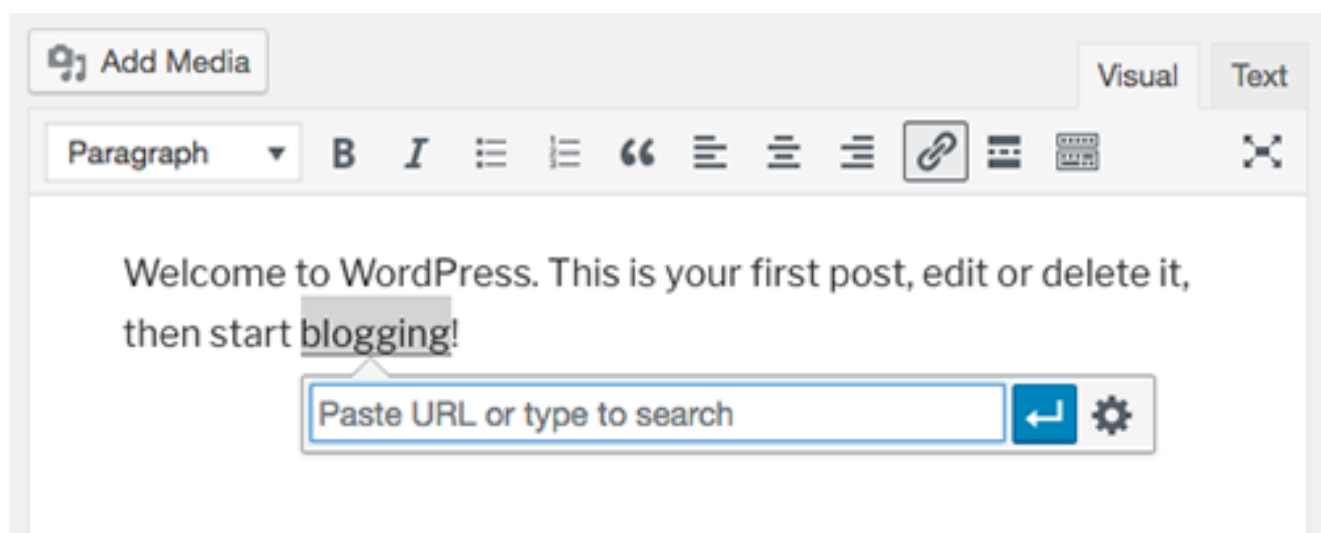 Add Media
Visual Text
Paragraph B I
Welcome to WordPress. This is your first post, edit or delete it,
then start blogging!
Paste URL or type to search